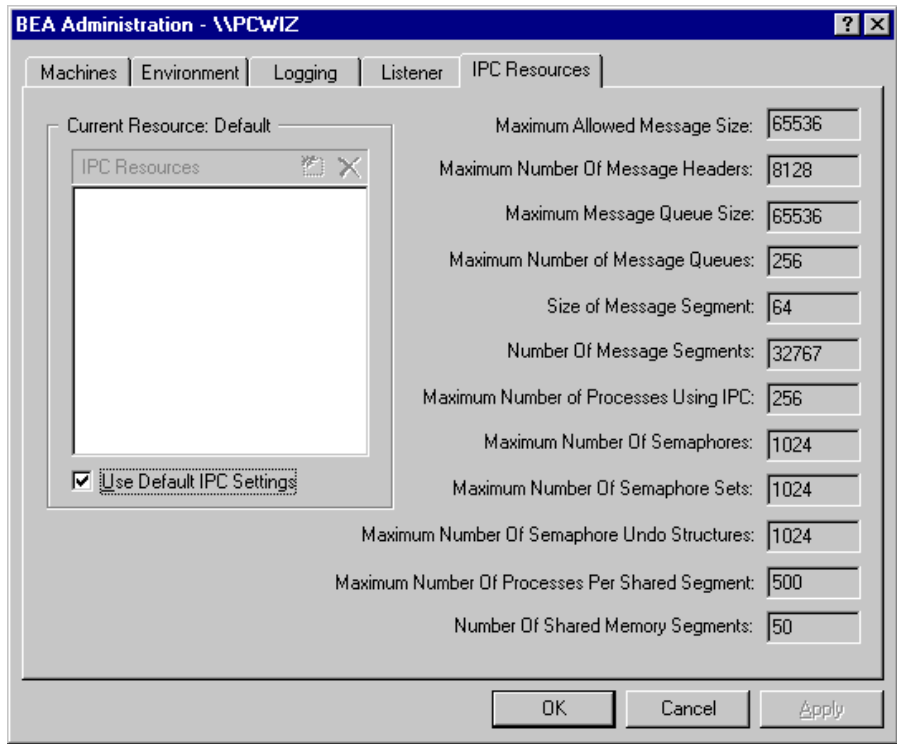 BEA Administration - \\PCWIZ
Machines Environment Logging Listener IPC Resources
Current Resource: Default
IPC Resources
Use Default IPC Settings
Maximum Allowed Message Size: 65536
Maximum Number Of Message Headers: 8128
Maximum Message Queue Size: 65536
Maximum Number of Message Queues: 256
Size of Message Segment: 64
Number Of Message Segments: 32767
Maximum Number of Processes Using IPC: 256
Maximum Number Of Semaphores: 1024
Maximum Number Of Semaphore Sets: 1024
Maximum Number Of Semaphore Undo Structures: 1024
Maximum Number Of Processes Per Shared Segment: 500
Number Of Shared Memory Segments: 50
OK Cancel Apply